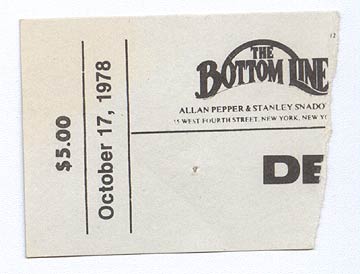 $5.00
October 17, 1978
12
THE
BOTTOM LINE
ALLAN PEPPER & STANLEY SNADO
15 WEST FOURTH STREET, NEW YORK, NEW YO
DE